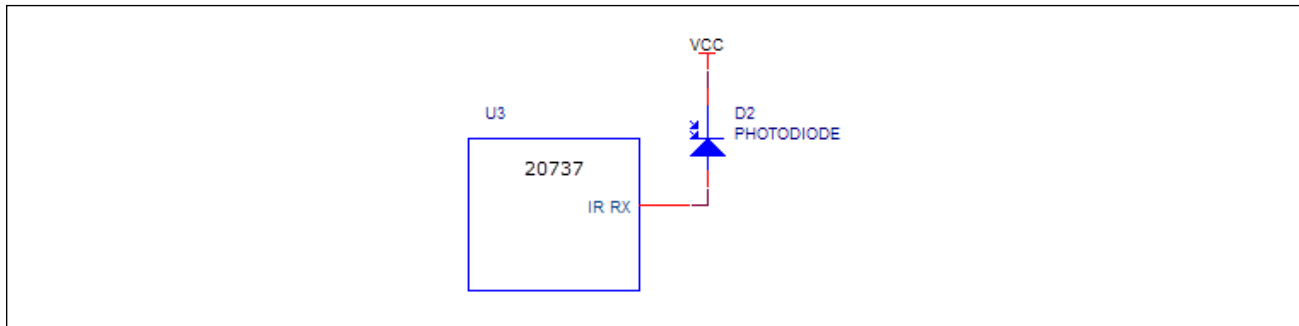 VCC
U3
D2
PHOTODIODE
20737
IR RX